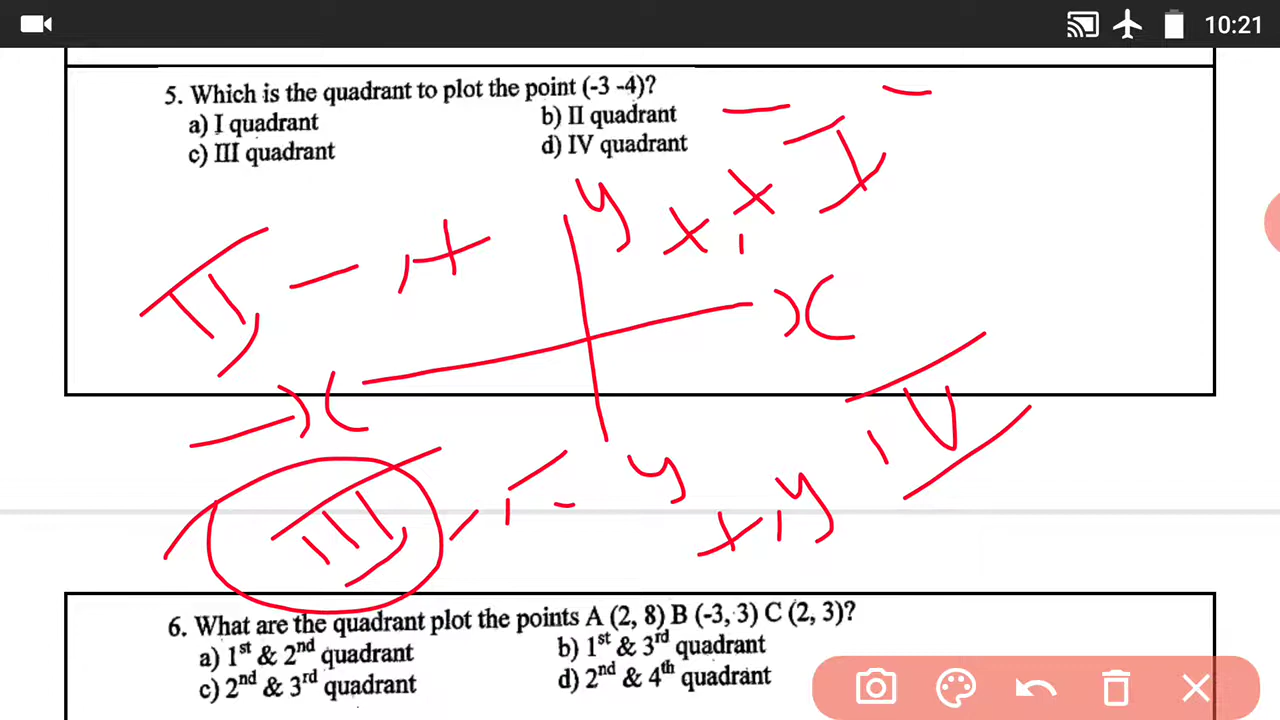 10:21
5. Which is the quadrant to plot the point (-3 -4)?
a) I quadrant b) II quadrant
c) III quadrant d) IV quadrant
I
y
x, x
II - , +
x
- x
IV
III - , -
- y
+, y
6. What are the quadrant plot the points A (2, 8) B (-3, 3) C (2, 3)?
a) 1st & 2nd quadrant b) 1st & 3rd quadrant
c) 2nd & 3rd quadrant d) 2nd & 4th quadrant